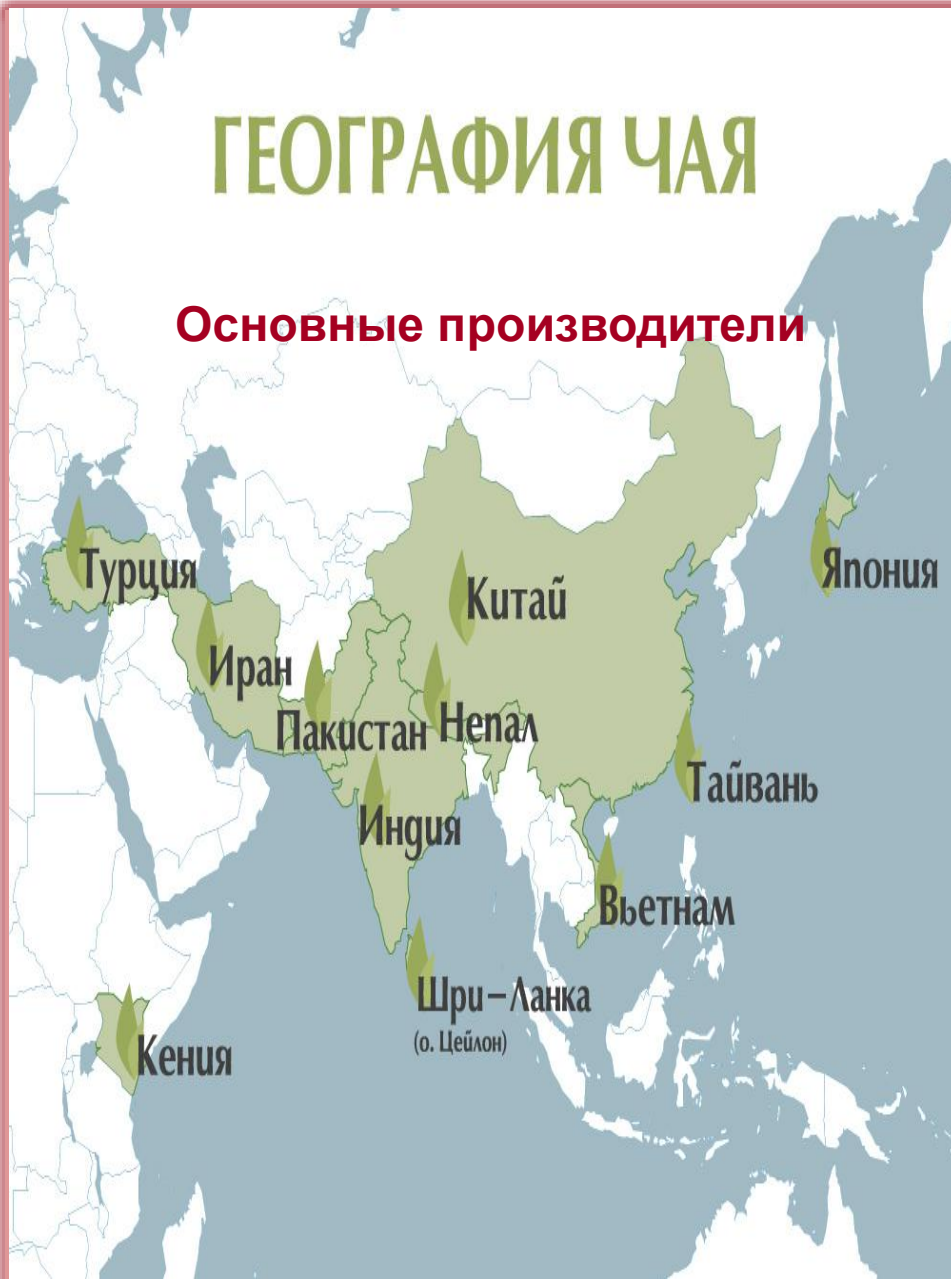 ГЕОГРАФИЯ ЧАЯ
Основные производители
Турция
Китай
Япония
Иран
Пакистан
Непал
Тайвань
Индия
Вьетнам
Шри–Ланка
(о. Цейлон)
Кения